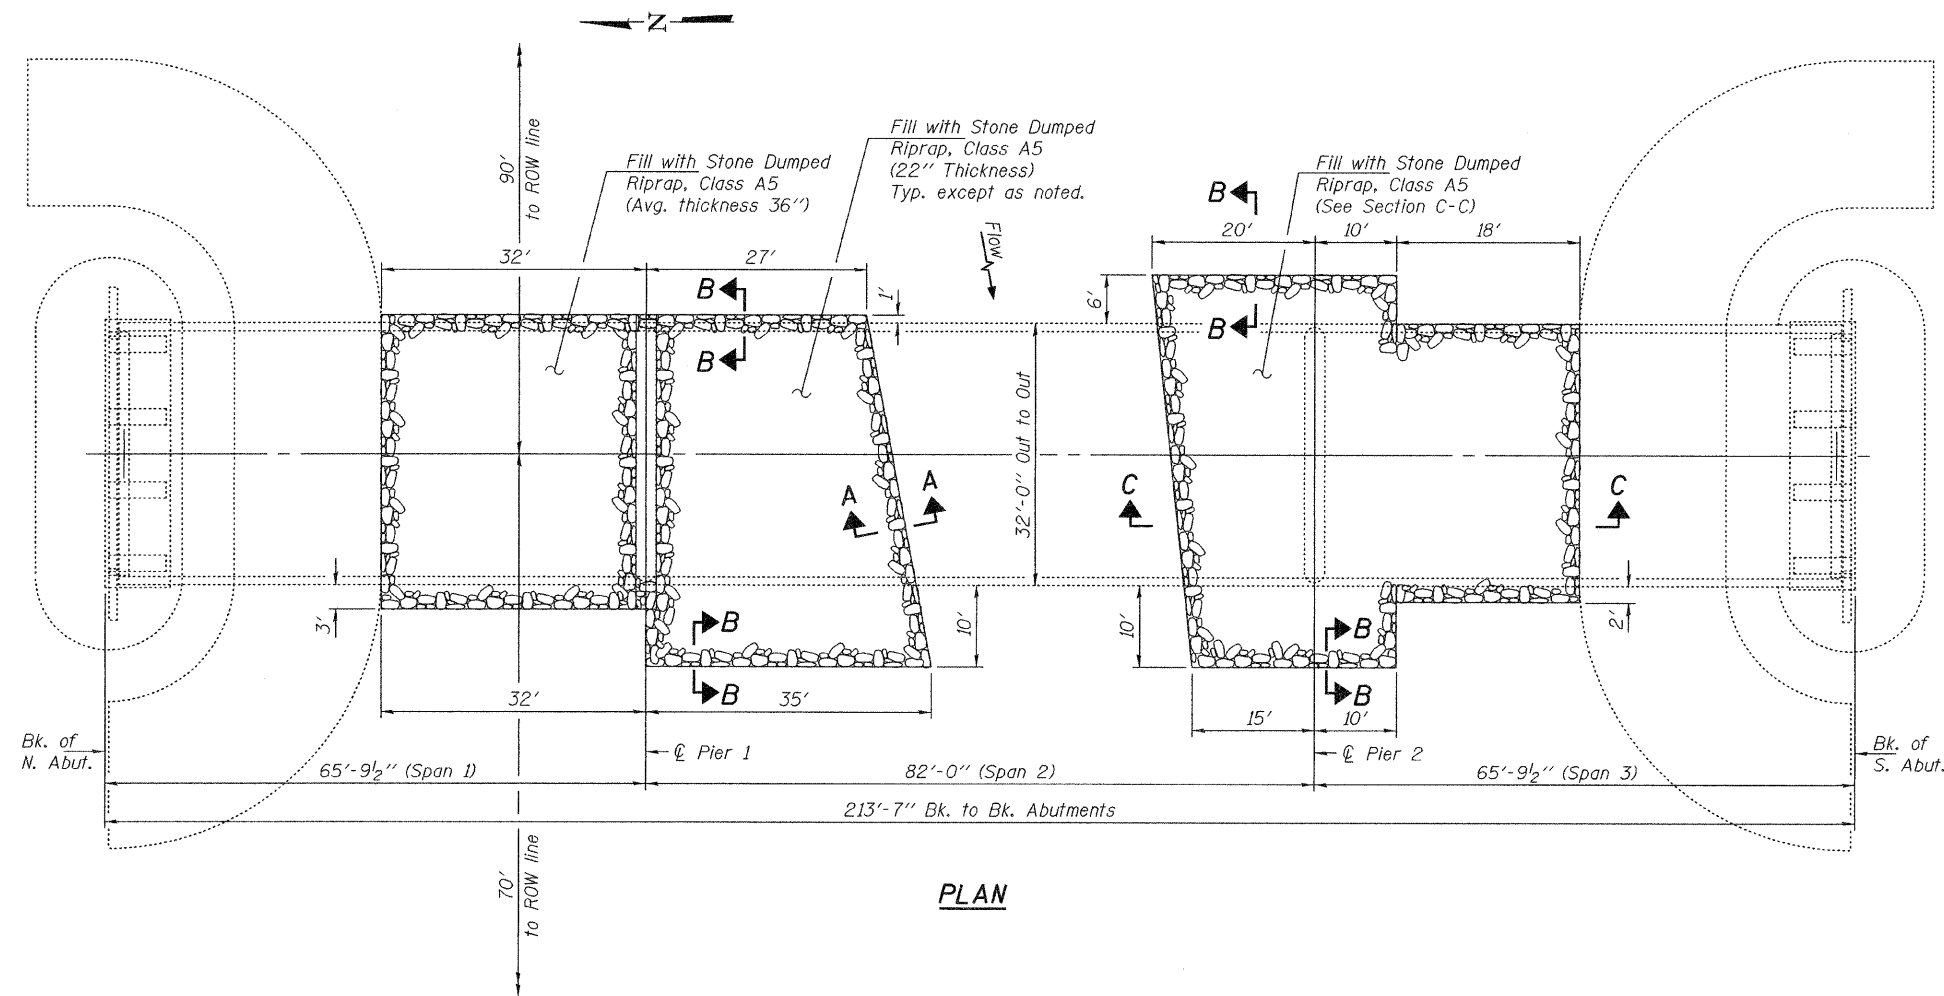 Z
90'
to ROW line
Fill with Stone Dumped
Riprap, Class A5
(Avg. thickness 36")
Fill with Stone Dumped
Riprap, Class A5
(22" Thickness)
Typ. except as noted.
Fill with Stone Dumped
Riprap, Class A5
(See Section C-C)
Flow
B
B
32'
27'
1'
B
B
20'
10'
18'
6'
32'-0" Out to Out
A
A
C
C
3'
10'
10'
2'
B
B
B
B
32'
35'
15'
10'
Bk. of
N. Abut.
℄ Pier 1
℄ Pier 2
Bk. of
S. Abut.
65'-9½" (Span 1)
82'-0" (Span 2)
65'-9½" (Span 3)
213'-7" Bk. to Bk. Abutments
70'
to ROW line
PLAN